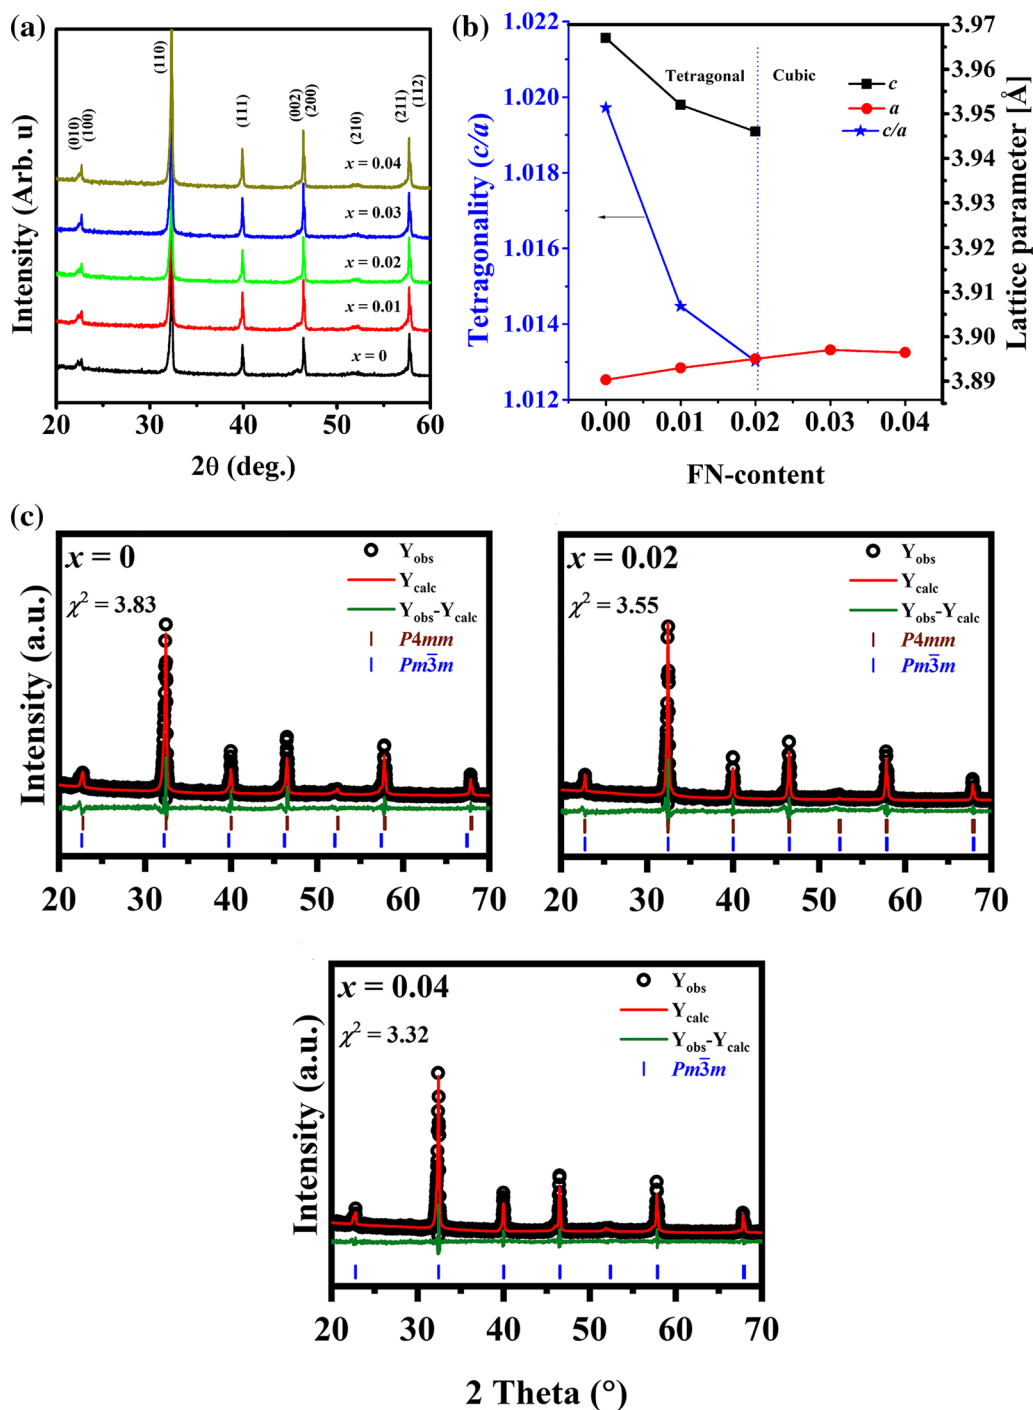 (a)
Intensity (Arb. u)
(010)
(100)
(110)
(111)
(002)
(200)
(210)
(211)
(112)
x = 0.04
x = 0.03
x = 0.02
x = 0.01
x = 0
20 30 40 50 60
2θ (deg.)
(b)
Tetragonality (c/a)
1.022
1.020
1.018
1.016
1.014
1.012
Tetragonal Cubic
c
a
c/a
3.97
3.96
3.95
3.94
3.93
3.92
3.91
3.90
3.89
Lattice parameter [Å]
0.00 0.01 0.02 0.03 0.04
FN-content
(c)
Intensity (a.u.)
x = 0
χ² = 3.83
Yobs
Ycalc
Yobs-Ycalc
P4mm
Pm3̅m
20 30 40 50 60 70
x = 0.02
χ² = 3.55
Yobs
Ycalc
Yobs-Ycalc
P4mm
Pm3̅m
20 30 40 50 60 70
Intensity (a.u.)
x = 0.04
χ² = 3.32
Yobs
Ycalc
Yobs-Ycalc
Pm3̅m
20 30 40 50 60 70
2 Theta (°)